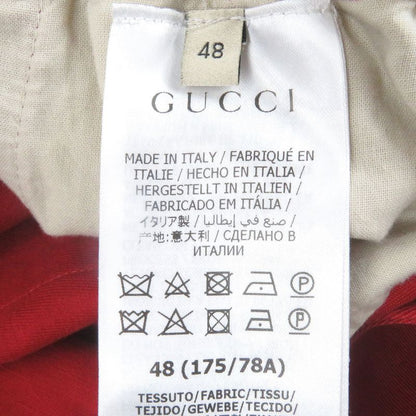 48
GUCCI
MADE IN ITALY / FABRIQUÉ EN
ITALIE / HECHO EN ITALIA /
HERGESTELLT IN ITALIEN /
FABRICADO EM ITÁLIA /
イタリア製 / صنع في إيطاليا /
产地:意大利 / СДЕЛАНО В
ИТАЛИИ
P
P
48 (175/78A)
TESSUTO/FABRIC/TISSU/
TEJIDO/GEWEBE/TECIDO/